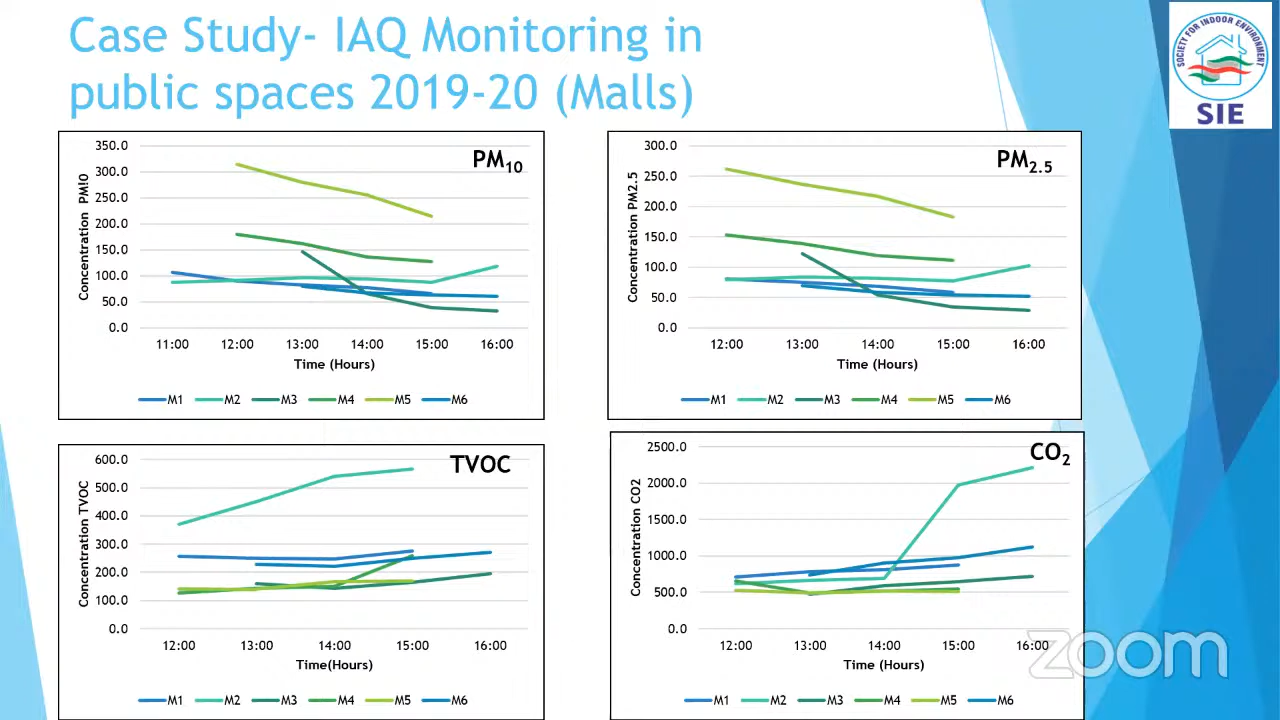 Case Study- IAQ Monitoring in
public spaces 2019-20 (Malls)
SOCIETY FOR INDOOR ENVIRONMENT
SIE
PM10
Concentration PM10
350.0
300.0
250.0
200.0
150.0
100.0
50.0
0.0
11:00 12:00 13:00 14:00 15:00 16:00
Time (Hours)
M1 M2 M3 M4 M5 M6
PM2.5
Concentration PM2.5
300.0
250.0
200.0
150.0
100.0
50.0
0.0
12:00 13:00 14:00 15:00 16:00
Time (Hours)
M1 M2 M3 M4 M5 M6
TVOC
Concentration TVOC
600.0
500.0
400.0
300.0
200.0
100.0
0.0
12:00 13:00 14:00 15:00 16:00
Time(Hours)
M1 M2 M3 M4 M5 M6
CO2
Concentration CO2
2500.0
2000.0
1500.0
1000.0
500.0
0.0
12:00 13:00 14:00 15:00 16:00
Time (Hours)
M1 M2 M3 M4 M5 M6
zoom